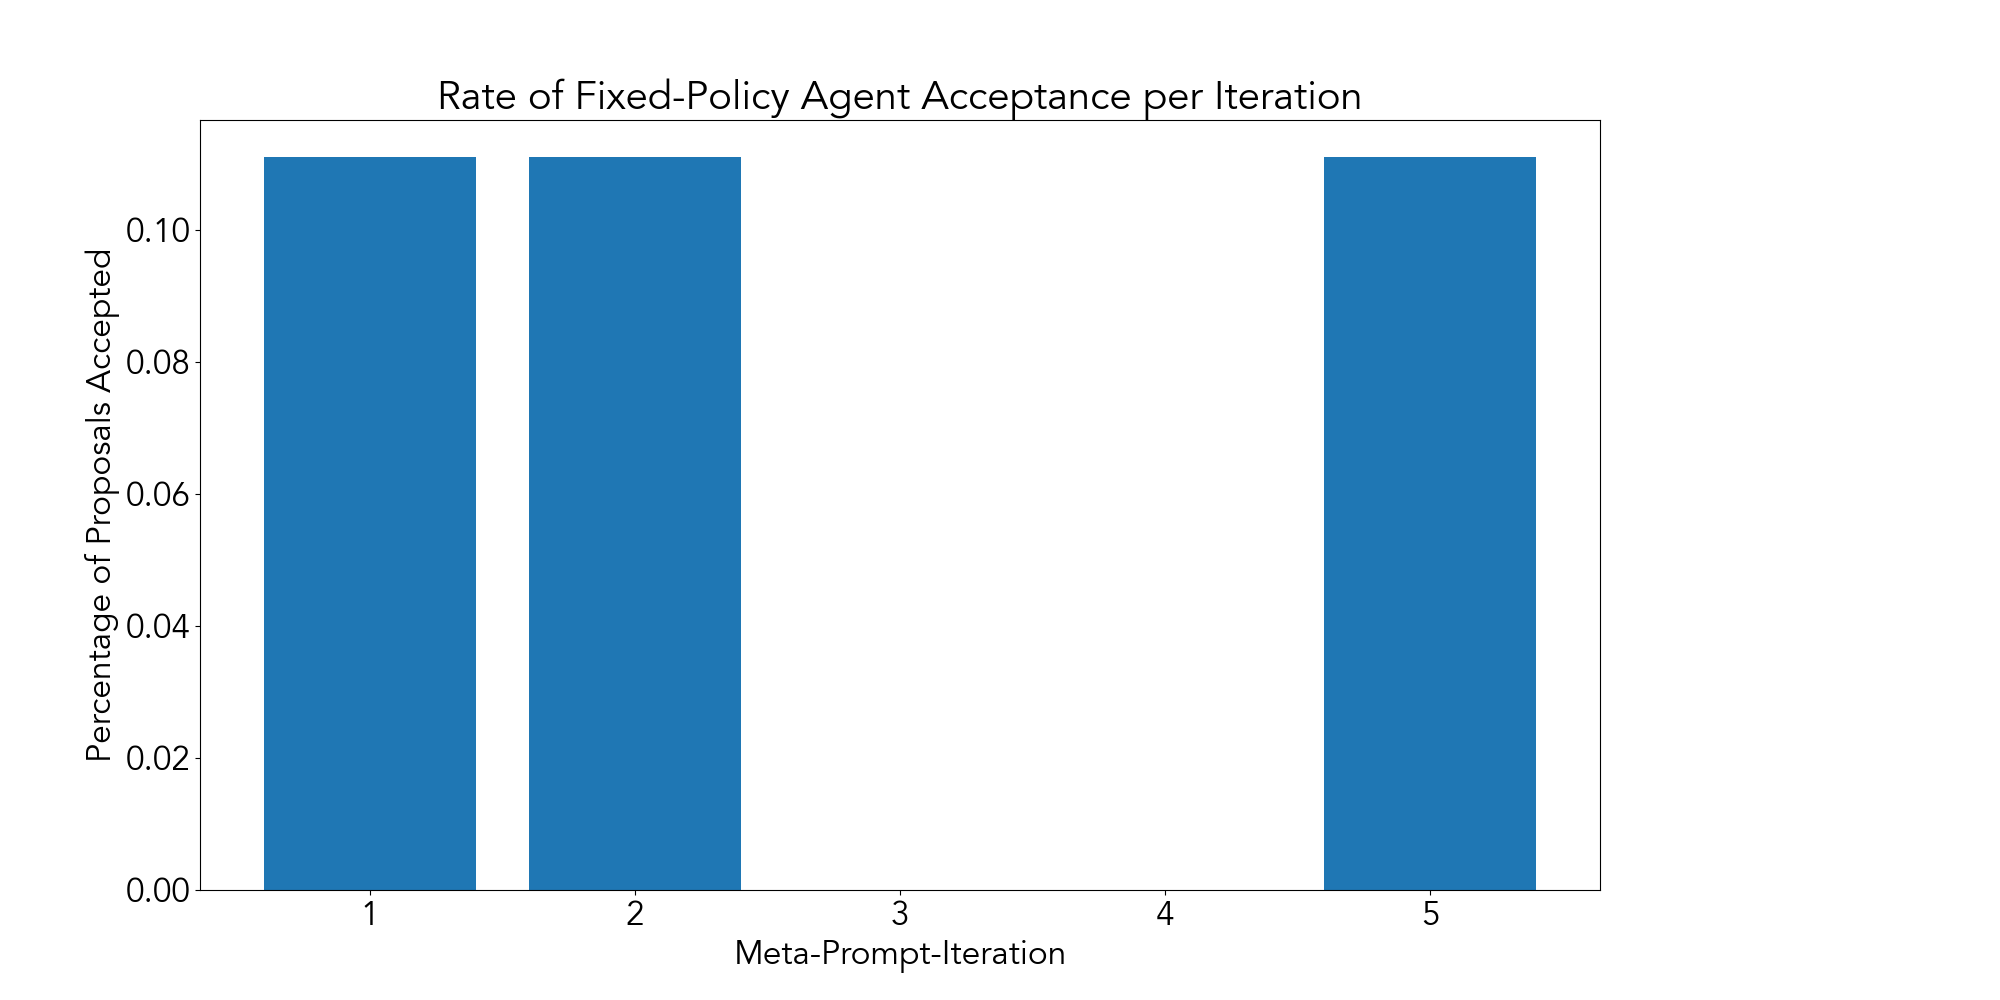 Rate of Fixed-Policy Agent Acceptance per Iteration
Percentage of Proposals Accepted
0.10
0.08
0.06
0.04
0.02
0.00
1 2 3 4 5
Meta-Prompt-Iteration